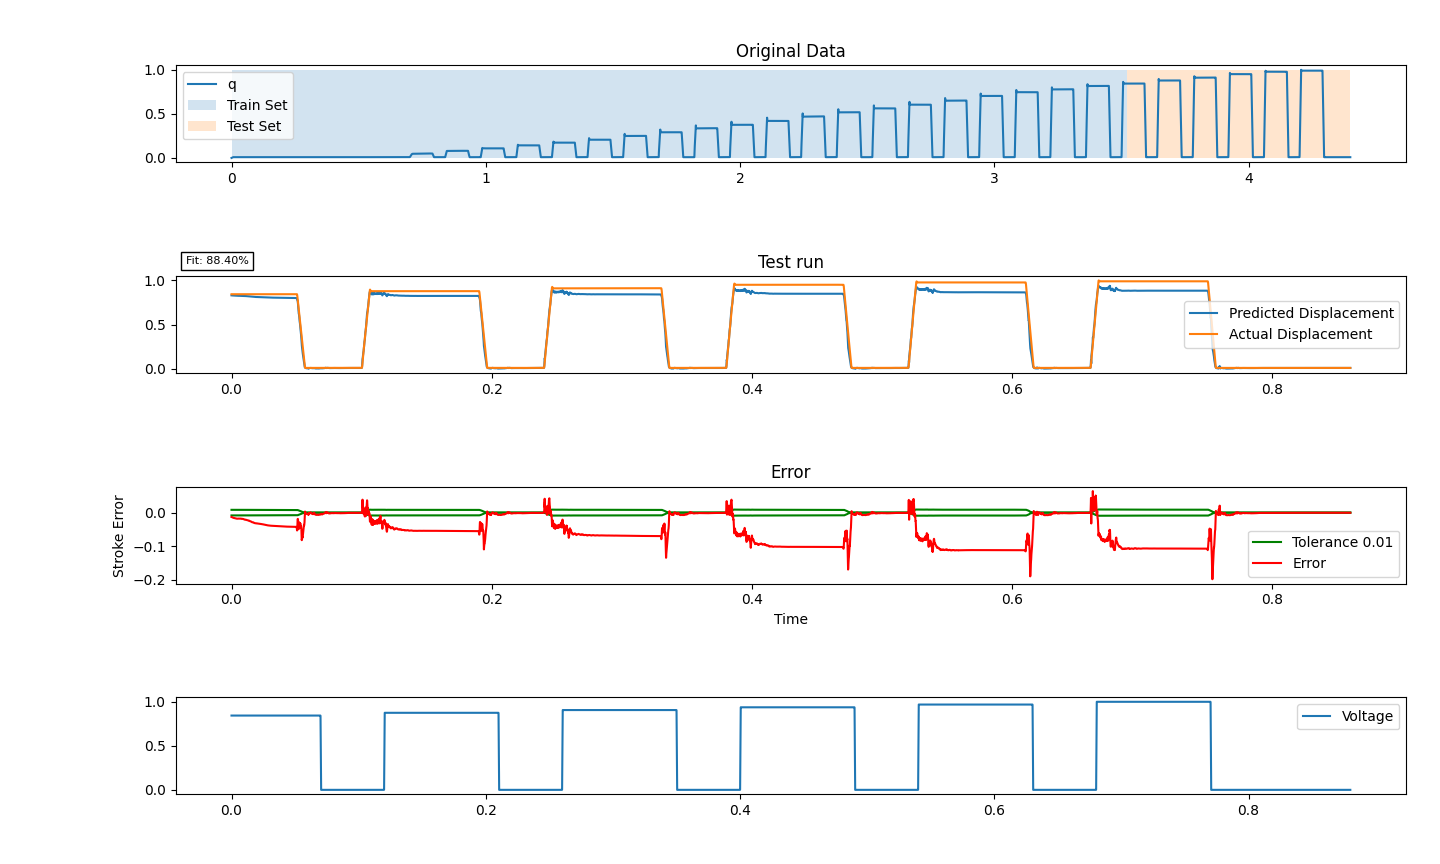 Original Data
1.0
0.5
0.0
q
Train Set
Test Set
0 1 2 3 4
Fit: 88.40%
Test run
1.0
0.5
0.0
Predicted Displacement
Actual Displacement
0.0 0.2 0.4 0.6 0.8
Error
Stroke Error
0.0
−0.1
−0.2
Tolerance 0.01
Error
0.0 0.2 0.4 0.6 0.8
Time
1.0
0.5
0.0
Voltage
0.0 0.2 0.4 0.6 0.8